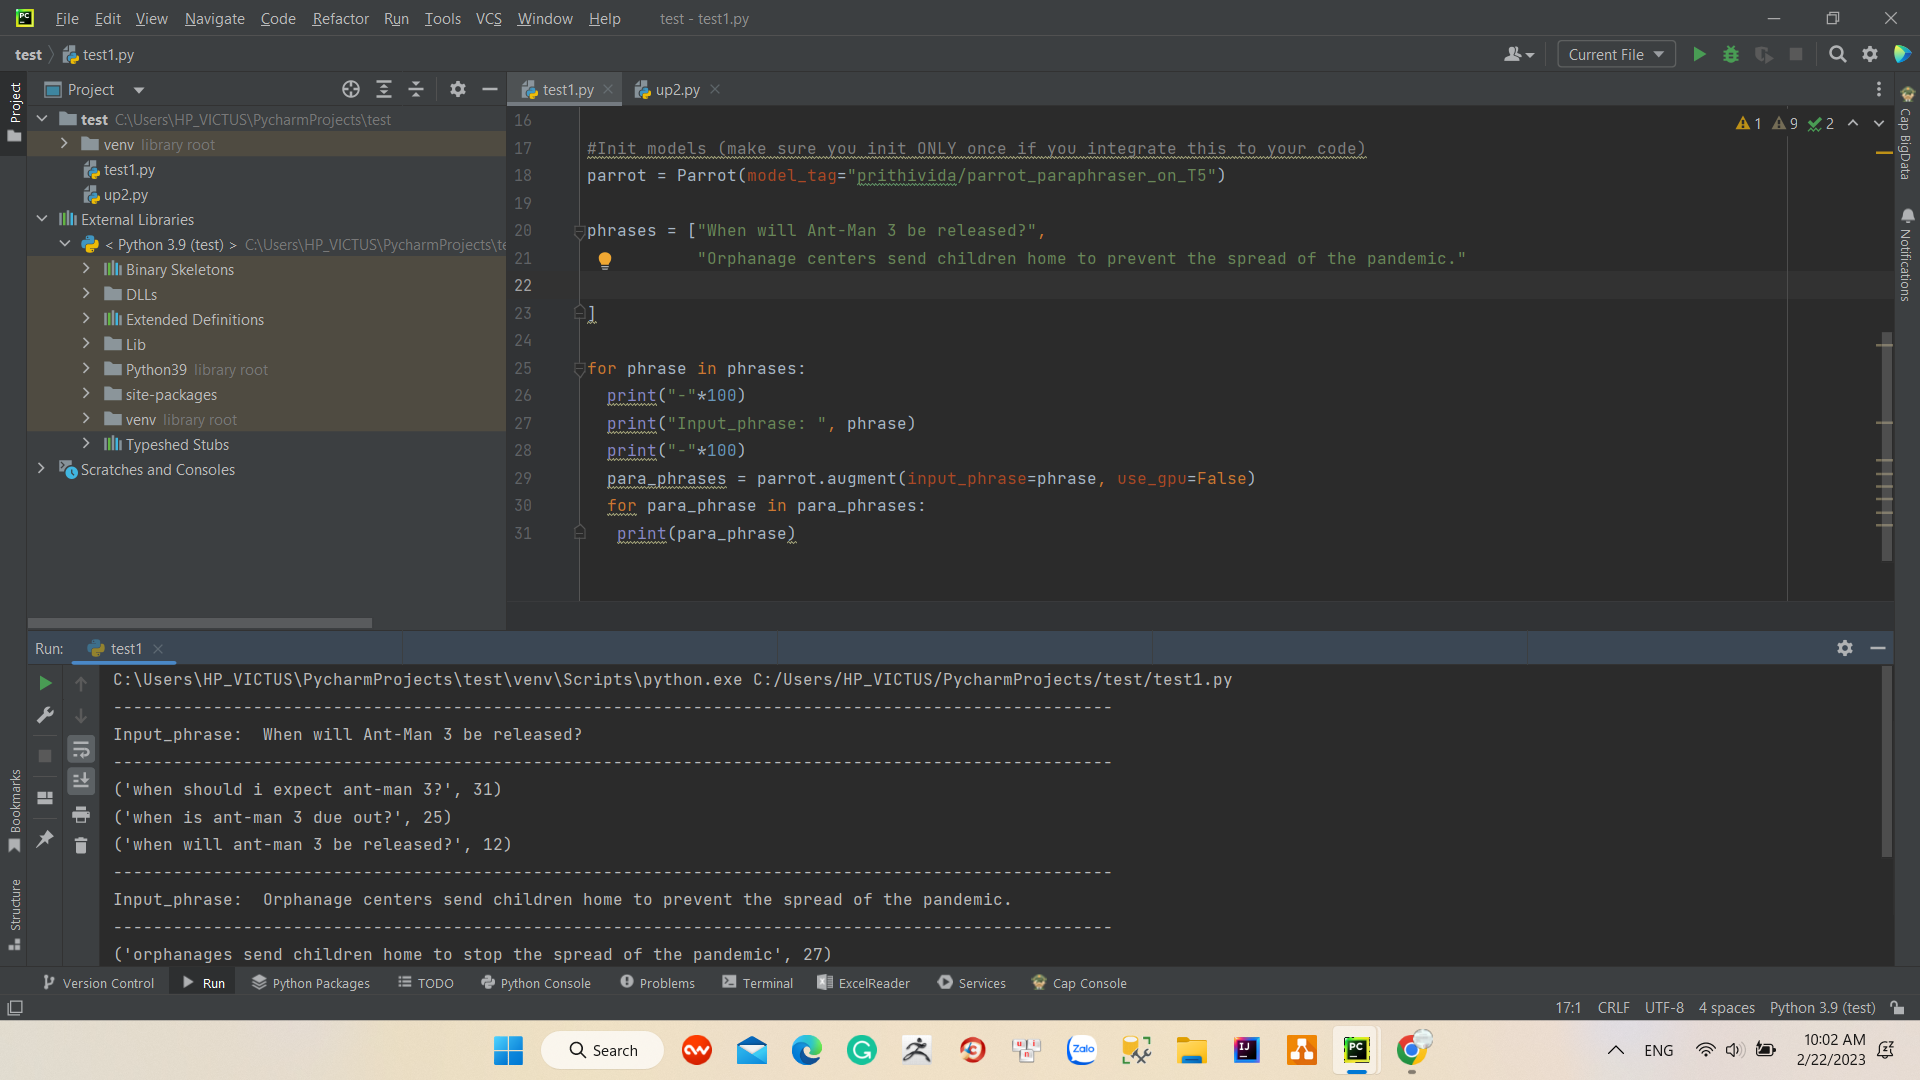 File Edit View Navigate Code Refactor Run Tools VCS Window Help test - test1.py
test test1.py Current File
Project test1.py up2.py
Project
test C:\Users\HP_VICTUS\PycharmProjects\test
venv library root
test1.py
up2.py
External Libraries
< Python 3.9 (test) > C:\Users\HP_VICTUS\PycharmProjects\te
Binary Skeletons
DLLs
Extended Definitions
Lib
Python39 library root
site-packages
venv library root
Typeshed Stubs
Scratches and Consoles
1 9 2
16
17 #Init models (make sure you init ONLY once if you integrate this to your code)
18 parrot = Parrot(model_tag="prithivida/parrot_paraphraser_on_T5")
19
20 phrases = ["When will Ant-Man 3 be released?",
21 "Orphanage centers send children home to prevent the spread of the pandemic."
22
23 ]
24
25 for phrase in phrases:
26 print("-"*100)
27 print("Input_phrase: ", phrase)
28 print("-"*100)
29 para_phrases = parrot.augment(input_phrase=phrase, use_gpu=False)
30 for para_phrase in para_phrases:
31 print(para_phrase)
Cap BigData
Notifications
Run: test1
C:\Users\HP_VICTUS\PycharmProjects\test\venv\Scripts\python.exe C:/Users/HP_VICTUS/PycharmProjects/test/test1.py
----------------------------------------------------------------------------------------------------
Input_phrase:  When will Ant-Man 3 be released?
----------------------------------------------------------------------------------------------------
('when should i expect ant-man 3?', 31)
('when is ant-man 3 due out?', 25)
('when will ant-man 3 be released?', 12)
----------------------------------------------------------------------------------------------------
Input_phrase:  Orphanage centers send children home to prevent the spread of the pandemic.
----------------------------------------------------------------------------------------------------
('orphanages send children home to stop the spread of the pandemic', 27)
Bookmarks
Structure
Version Control Run Python Packages TODO Python Console Problems Terminal ExcelReader Services Cap Console
17:1 CRLF UTF-8 4 spaces Python 3.9 (test)
Search Zalo IJ PC ENG 10:02 AM
2/22/2023